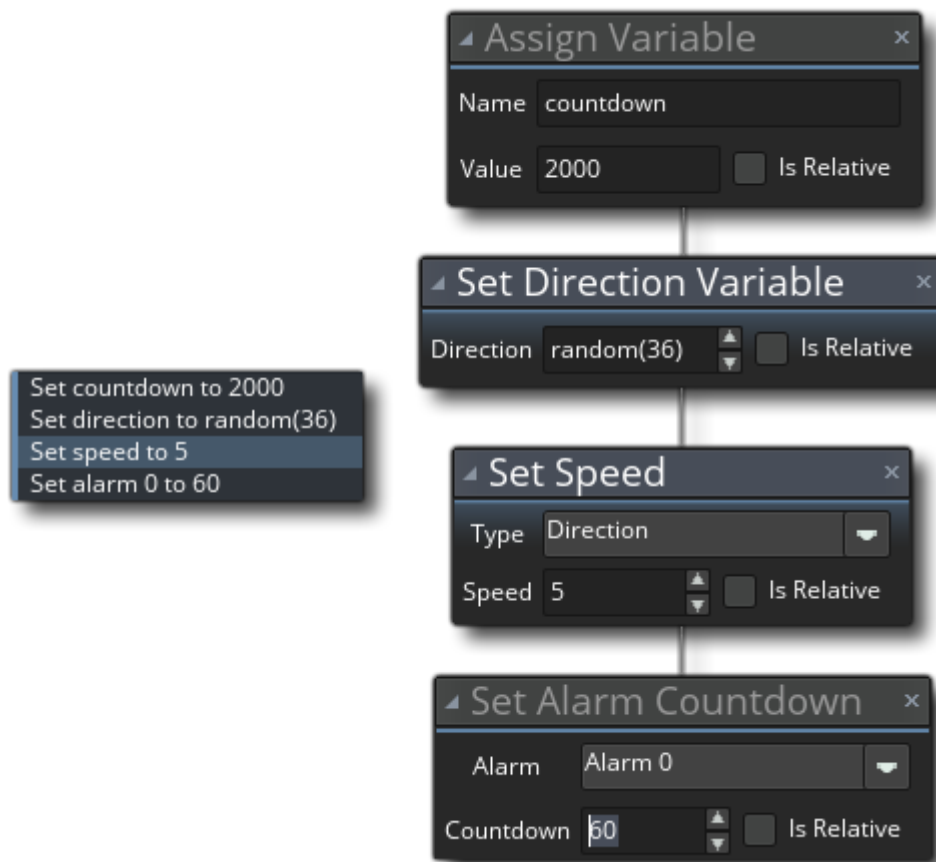 Assign Variable
Name countdown
Value 2000 Is Relative
Set Direction Variable
Direction random(36) Is Relative
Set countdown to 2000
Set direction to random(36)
Set speed to 5
Set alarm 0 to 60
Set Speed
Type Direction
Speed 5 Is Relative
Set Alarm Countdown
Alarm Alarm 0
Countdown 60 Is Relative